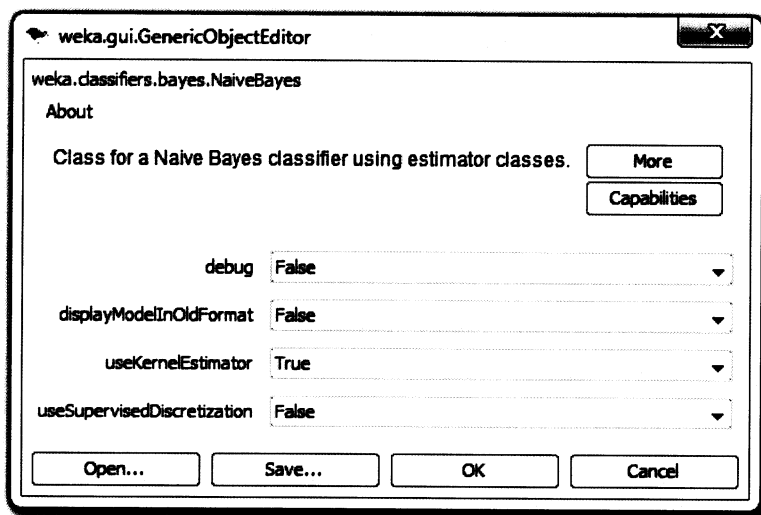 weka.gui.GenericObjectEditor
weka.classifiers.bayes.NaiveBayes
About
Class for a Naive Bayes classifier using estimator classes.
More
Capabilities
debug False
displayModelInOldFormat False
useKernelEstimator True
useSupervisedDiscretization False
Open... Save... OK Cancel